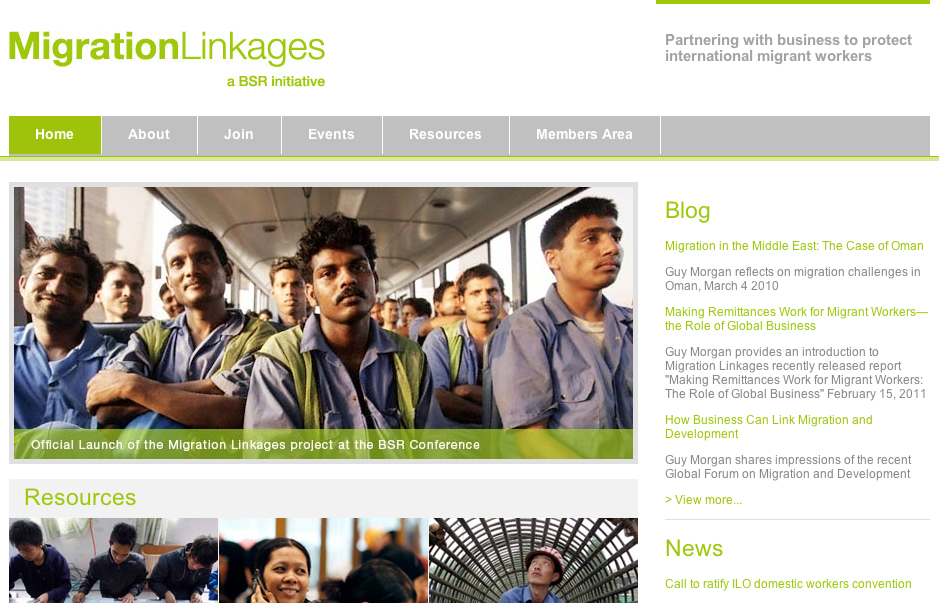 MigrationLinkages
a BSR initiative
Partnering with business to protect
international migrant workers
Home About Join Events Resources Members Area
Official Launch of the Migration Linkages project at the BSR Conference
Resources
Blog
Migration in the Middle East: The Case of Oman
Guy Morgan reflects on migration challenges in
Oman, March 4 2010
Making Remittances Work for Migrant Workers—
the Role of Global Business
Guy Morgan provides an introduction to
Migration Linkages recently released report
"Making Remittances Work for Migrant Workers:
The Role of Global Business" February 15, 2011
How Business Can Link Migration and
Development
Guy Morgan shares impressions of the recent
Global Forum on Migration and Development
> View more...
News
Call to ratify ILO domestic workers convention